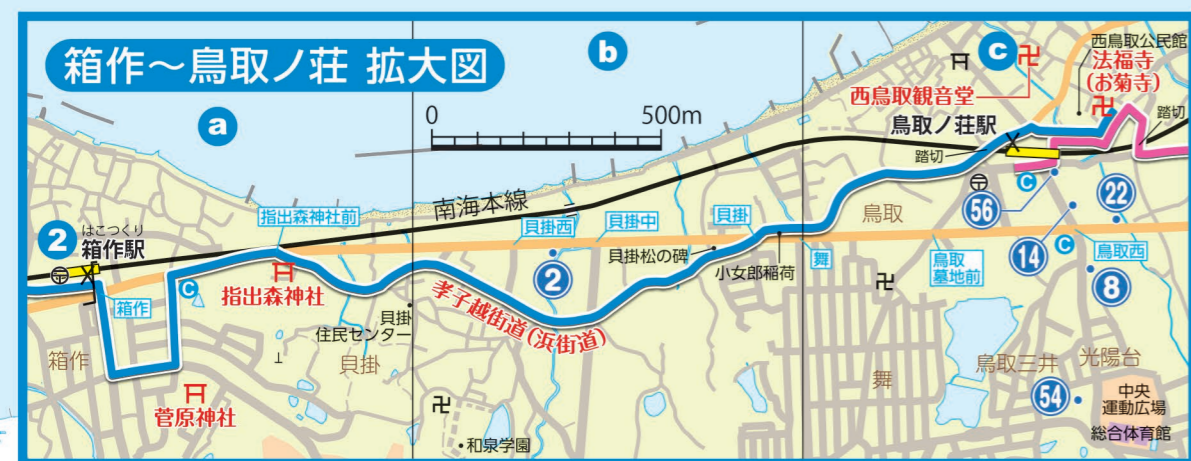 箱作～鳥取ノ荘 拡大図
a
b
c
0 500m
西鳥取公民館
法福寺
(お菊寺)
西鳥取観音堂
鳥取ノ荘駅
踏切
踏切
南海本線
指出森神社前
2
はこつくり
箱作駅
箱作
C
指出森神社
貝掛西
貝掛中
貝掛
2
貝掛松の碑
小女郎稲荷
舞
鳥取
鳥取
墓地前
〒
C
56
22
14
C
鳥取西
8
孝子越街道(浜街道)
貝掛
住民センター
箱作
貝掛
菅原神社
和泉学園
舞
鳥取三井
光陽台
54
中央
運動広場
総合体育館